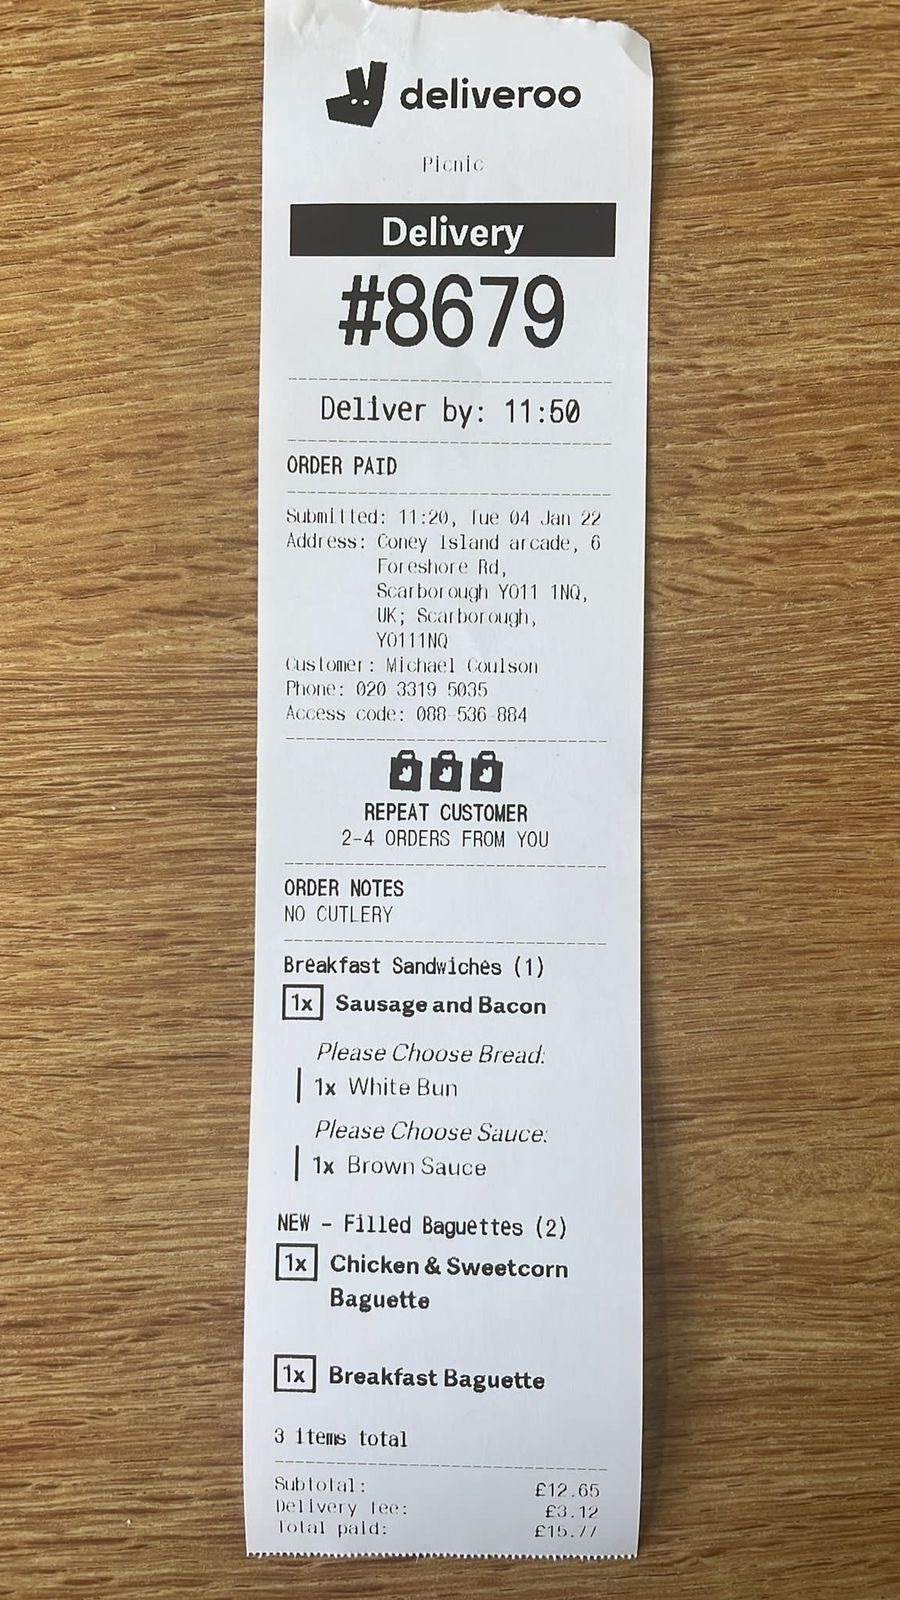 deliveroo
Picnic
Delivery
#8679
Deliver by: 11:50
ORDER PAID
Submitted: 11:20, Tue 04 Jan 22
Address: Coney Island arcade, 6
Foreshore Rd,
Scarborough YO11 1NQ,
UK; Scarborough,
YO111NQ
Customer: Michael Coulson
Phone: 020 3319 5035
Access code: 088-536-884
REPEAT CUSTOMER
2-4 ORDERS FROM YOU
ORDER NOTES
NO CUTLERY
Breakfast Sandwiches (1)
1x Sausage and Bacon
Please Choose Bread:
1x White Bun
Please Choose Sauce:
1x Brown Sauce
NEW - Filled Baguettes (2)
1x Chicken & Sweetcorn
Baguette
1x Breakfast Baguette
3 items total
Subtotal: £12.65
Delivery fee: £3.12
Total paid: £15.77